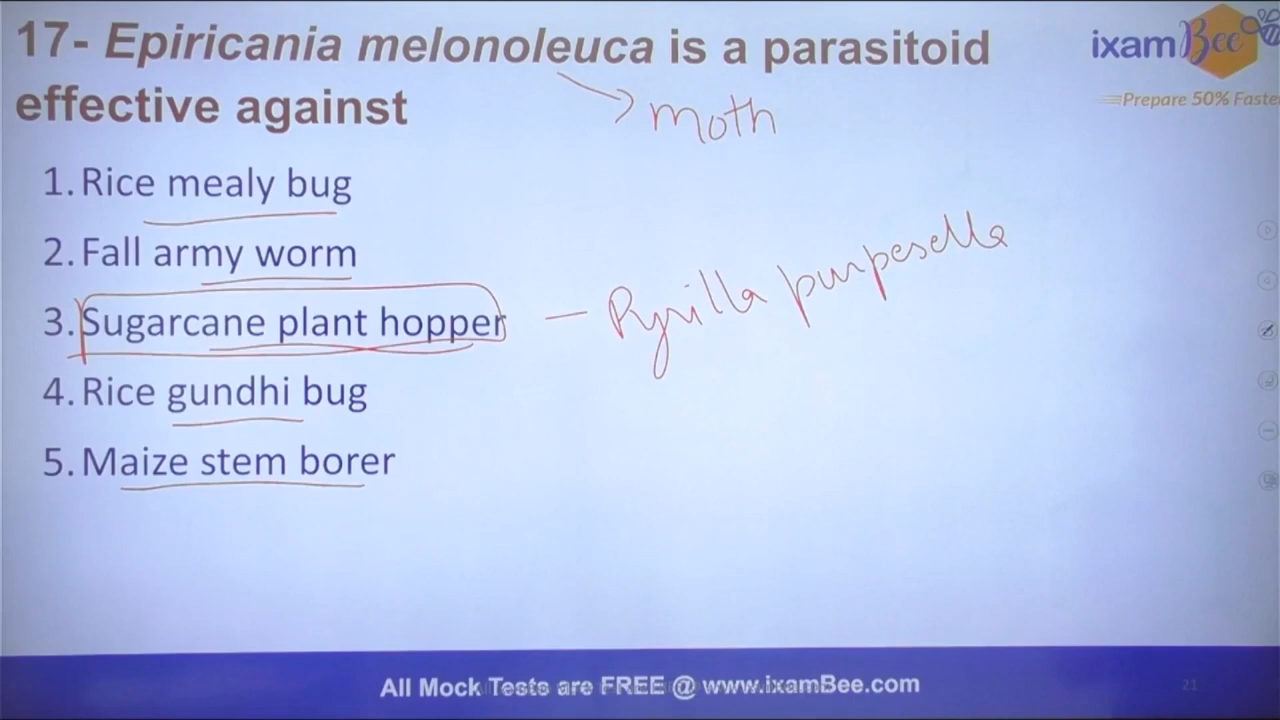 17- Epiricania melonoleuca is a parasitoid
effective against
ixamBee
Prepare 50% Faste
moth
1. Rice mealy bug
2. Fall army worm
3. Sugarcane plant hopper – Pyrilla purpesella
4. Rice gundhi bug
5. Maize stem borer
All Mock Tests are FREE @ www.ixamBee.com
21